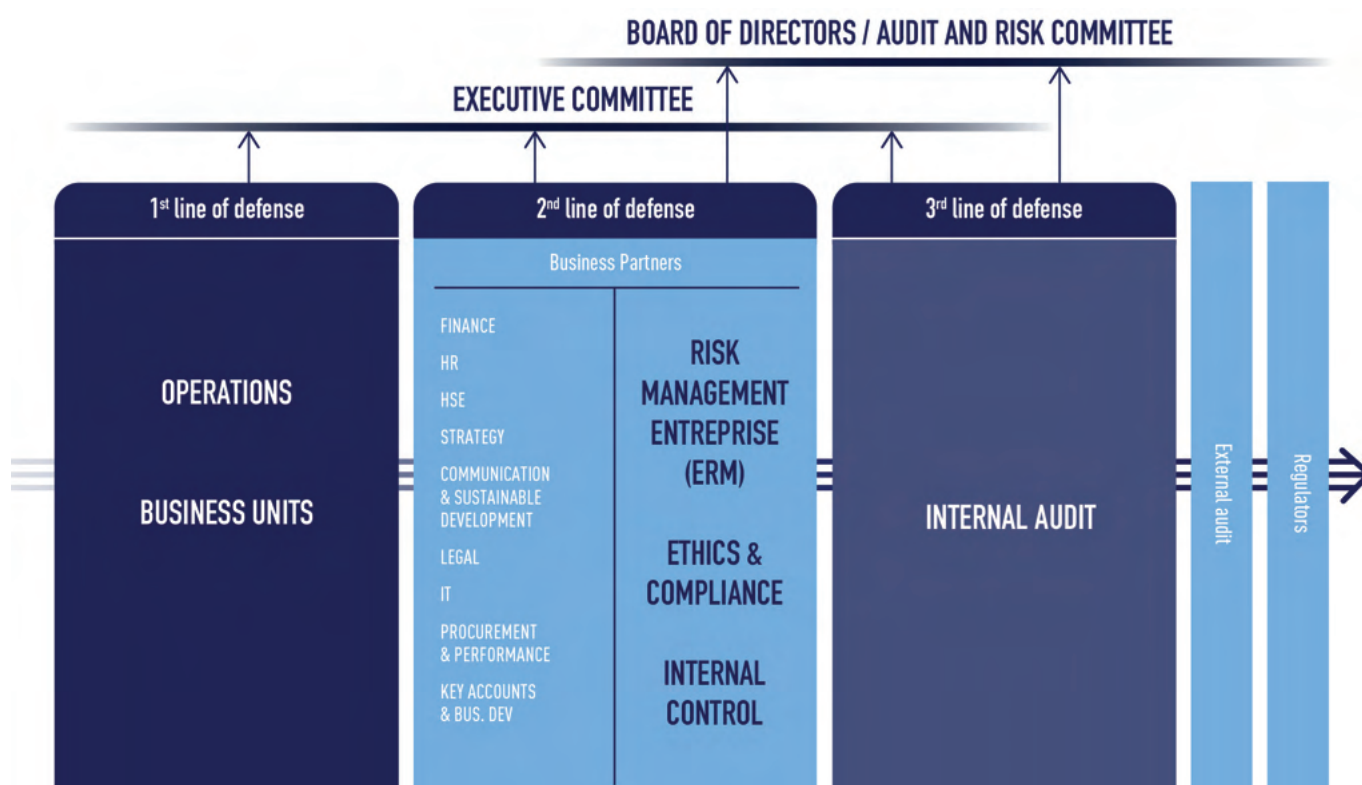 BOARD OF DIRECTORS / AUDIT AND RISK COMMITTEE
EXECUTIVE COMMITTEE
1st line of defense
OPERATIONS
BUSINESS UNITS
2nd line of defense
Business Partners
FINANCE
HR
HSE
STRATEGY
COMMUNICATION
& SUSTAINABLE
DEVELOPMENT
LEGAL
IT
PROCUREMENT
& PERFORMANCE
KEY ACCOUNTS
& BUS. DEV
RISK
MANAGEMENT
ENTREPRISE
(ERM)
ETHICS &
COMPLIANCE
INTERNAL
CONTROL
3rd line of defense
INTERNAL AUDIT
External audit
Regulators